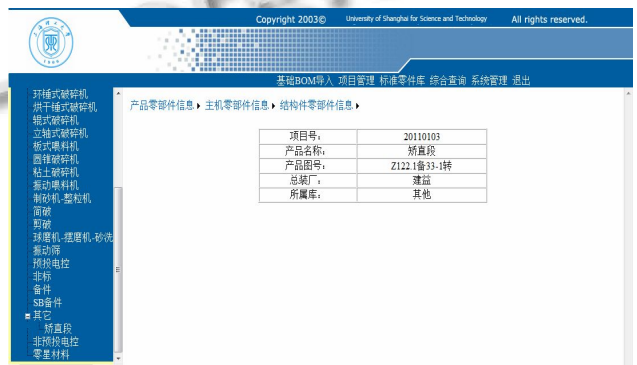 Copyright 2003© University of Shanghai for Science and Technology All rights reserved.
基础BOM导入 项目管理 标准零件库 综合查询 系统管理 退出
环锤式破碎机
烘干锤式破碎机
辊式破碎机
立轴式破碎机
板式喂料机
圆锥破碎机
粘土破碎机
振动喂料机
制砂机-整粒机
筒破
剪破
球磨机-摆磨机-砂洗
振动筛
预投电控
非标
备件
SB备件
其它
矫直段
非预投电控
零星材料
产品零部件信息 主机零部件信息 结构件零部件信息
项目号: 20110103
产品名称: 矫直段
产品图号: Z122.1备33-1转
总装厂: 建益
所属库: 其他